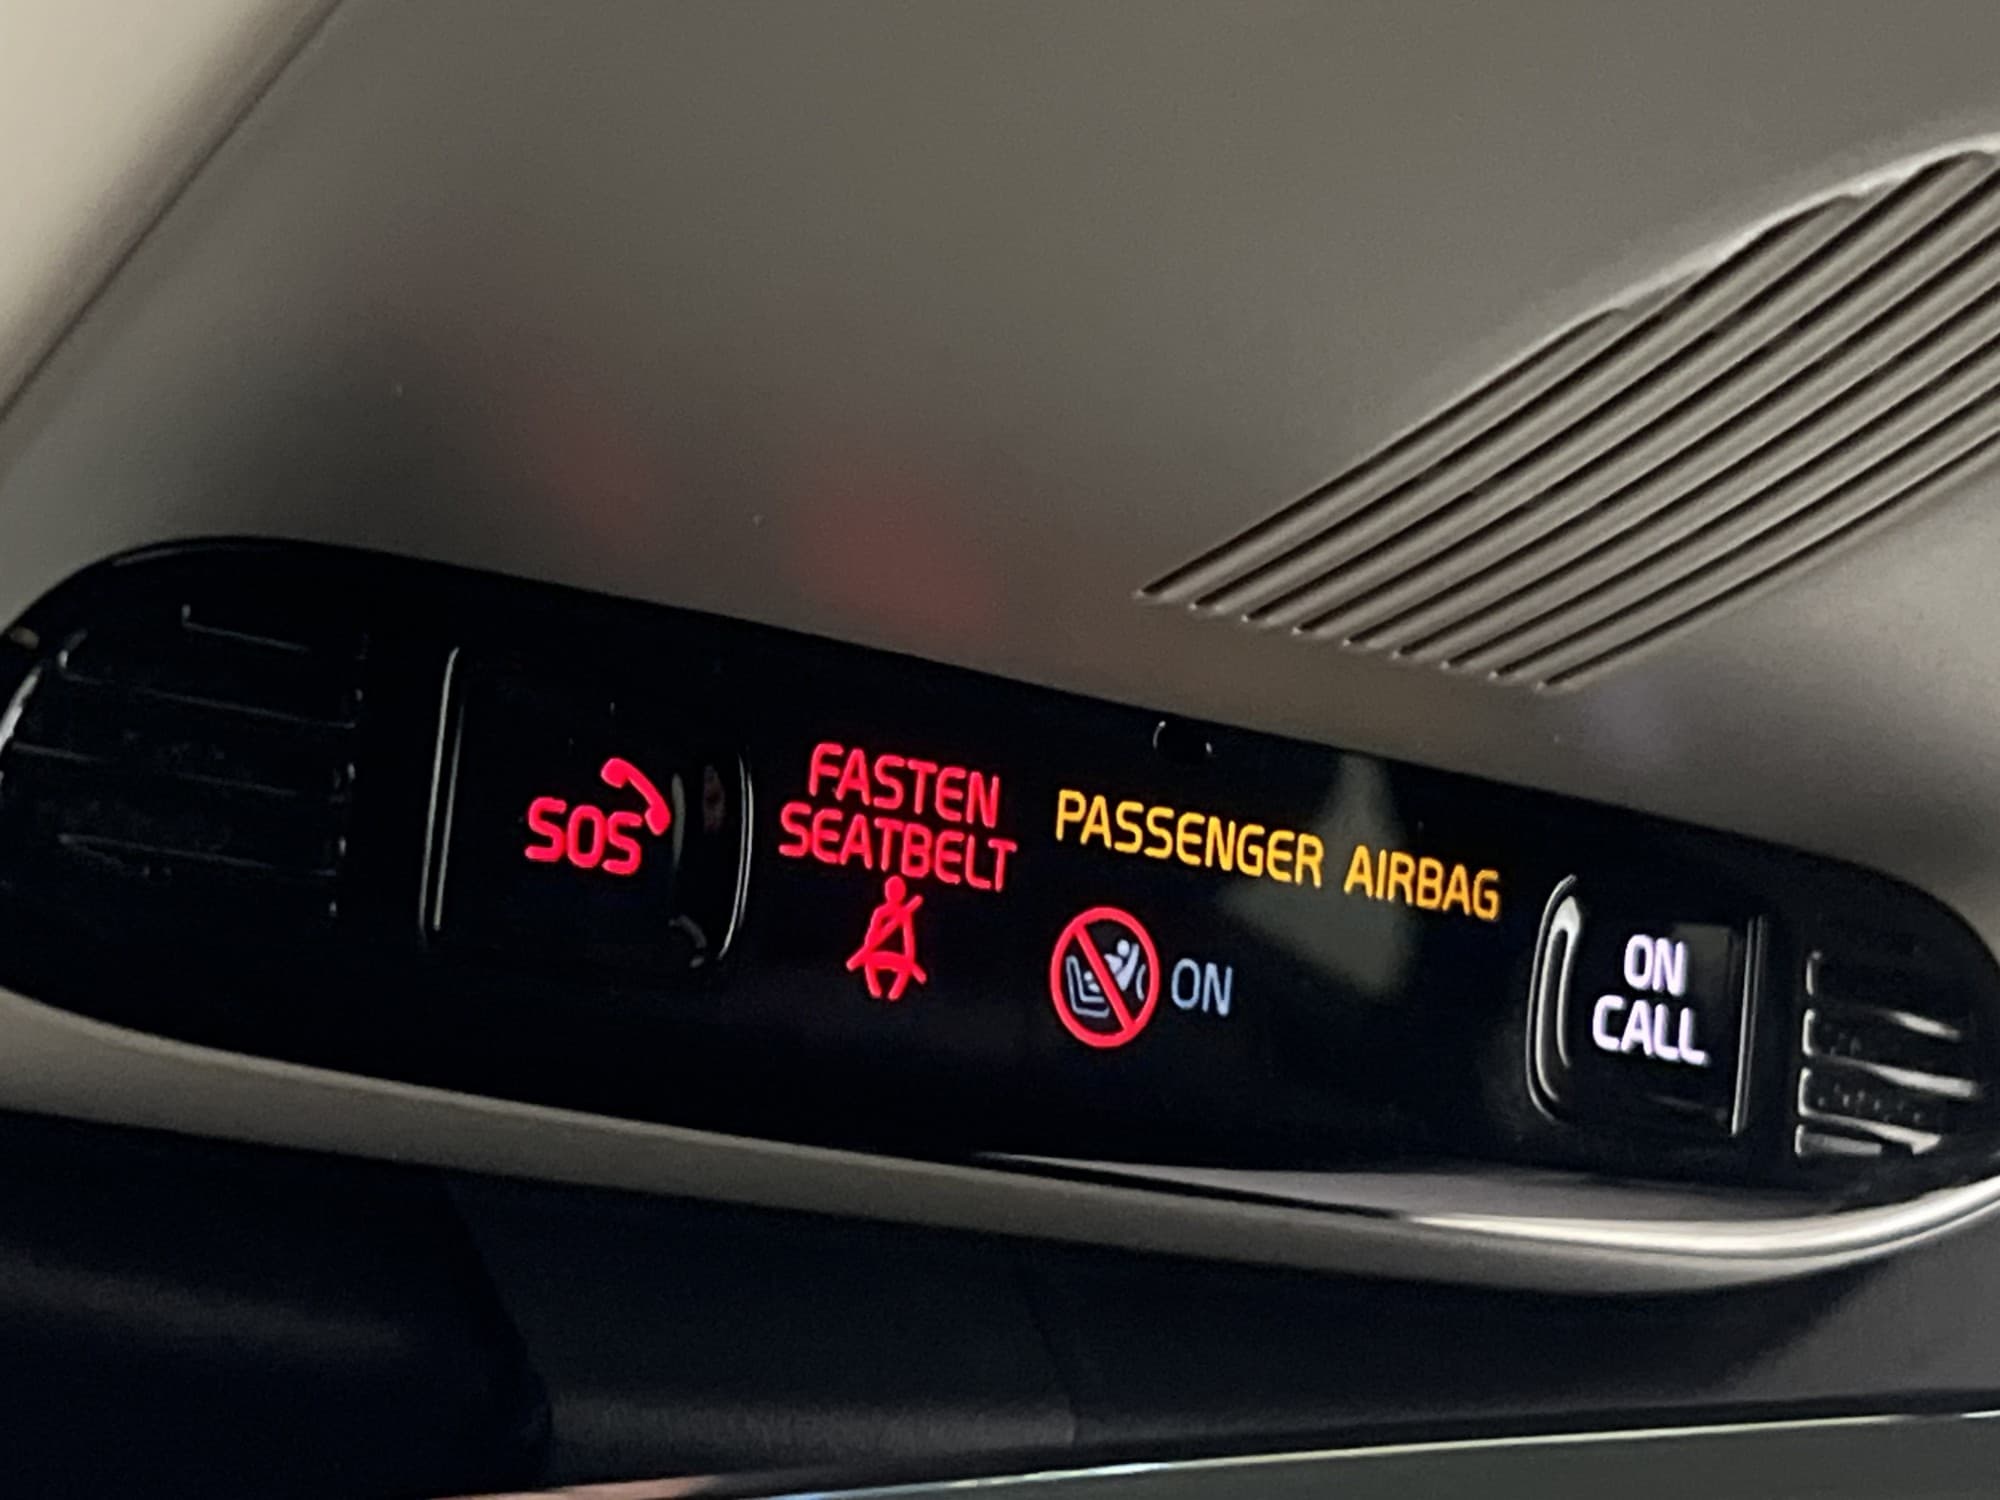 SOS
FASTEN
SEATBELT
PASSENGER AIRBAG
ON
ON
CALL